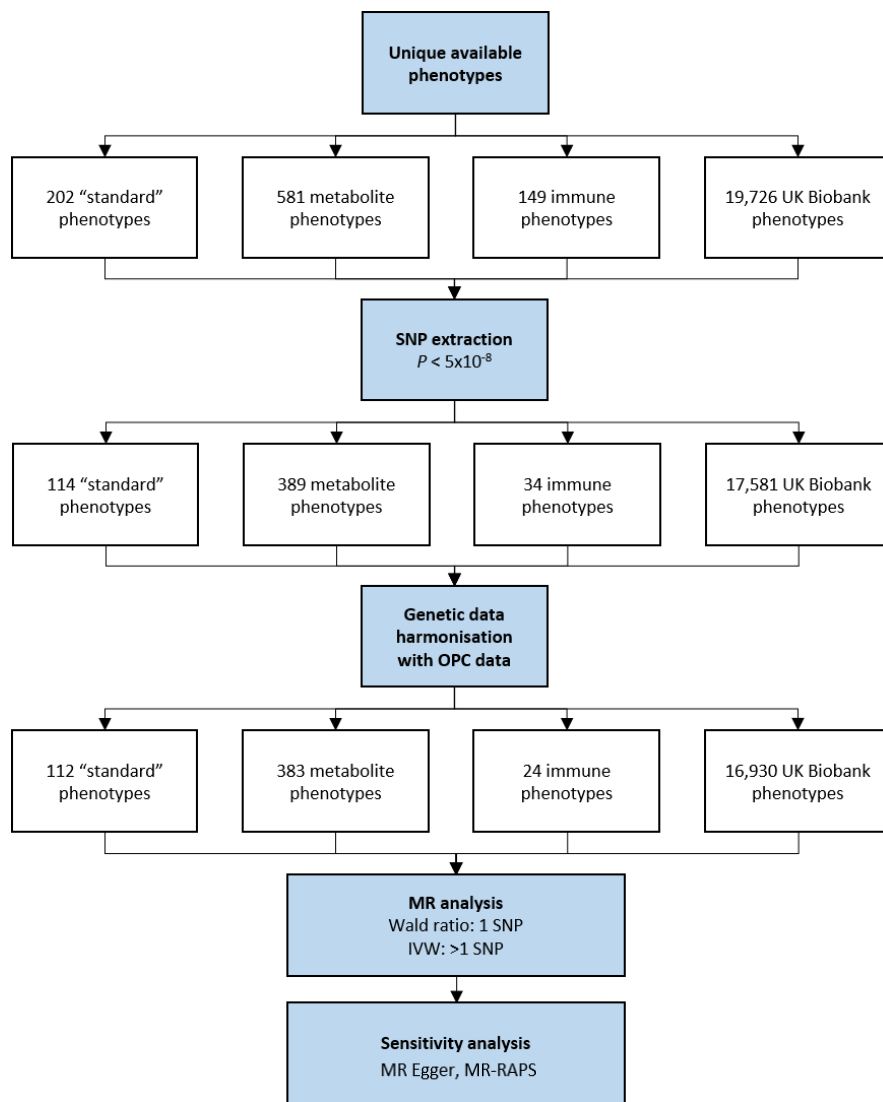 Unique available
phenotypes
202 “standard”
phenotypes
581 metabolite
phenotypes
149 immune
phenotypes
19,726 UK Biobank
phenotypes
SNP extraction
P < 5x10⁻⁸
114 “standard”
phenotypes
389 metabolite
phenotypes
34 immune
phenotypes
17,581 UK Biobank
phenotypes
Genetic data
harmonisation
with OPC data
112 “standard”
phenotypes
383 metabolite
phenotypes
24 immune
phenotypes
16,930 UK Biobank
phenotypes
MR analysis
Wald ratio: 1 SNP
IVW: >1 SNP
Sensitivity analysis
MR Egger, MR-RAPS